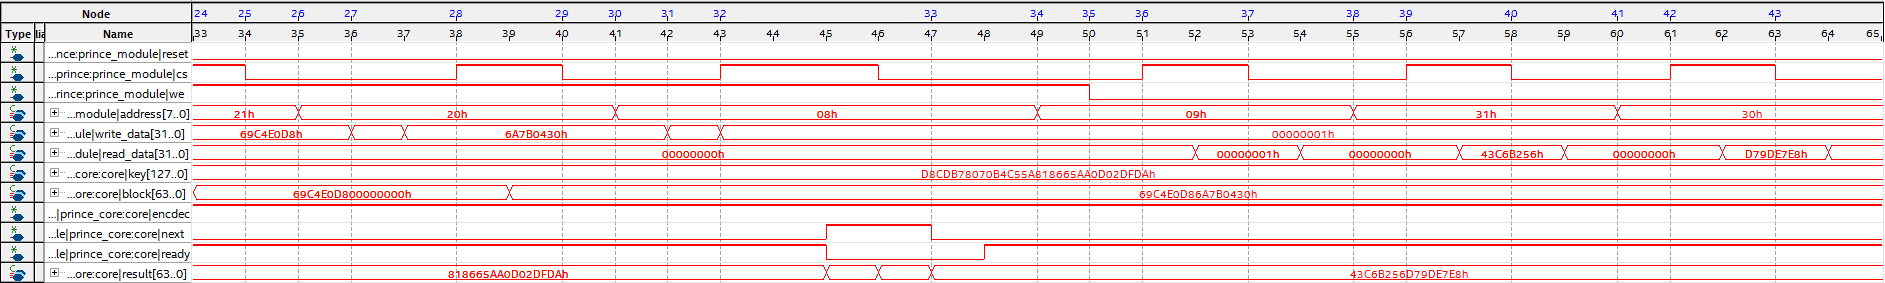 Node 24 25 26 27 28 29 30 31 32 33 34 35 36 37 38 39 40 41 42 43
Type lia Name 33 34 35 36 37 38 39 40 41 42 44 45 46 47 48 50 51 52 53 54 55 56 57 58 59 60 61 62 63 64 65
...nce:prince_module|reset
...prince:prince_module|cs
...rince:prince_module|we
...module|address[7..0] 21h 20h 08h 09h 31h 30h
...ule|write_data[31..0] 69C4E0D8h 6A7B0430h 00000001h
...dule|read_data[31..0] 00000000h 00000001h 00000000h 43C6B256h 00000000h D79DE7E8h
...core:core|key[127..0] D8CDB78070B4C55A818665AA0D02DFDAh
...ore:core|block[63..0] 69C4E0D800000000h 69C4E0D86A7B0430h
...|prince_core:core|encdec
...le|prince_core:core|next
...le|prince_core:core|ready
...ore:core|result[63..0] 818665AA0D02DFDAh 43C6B256D79DE7E8h